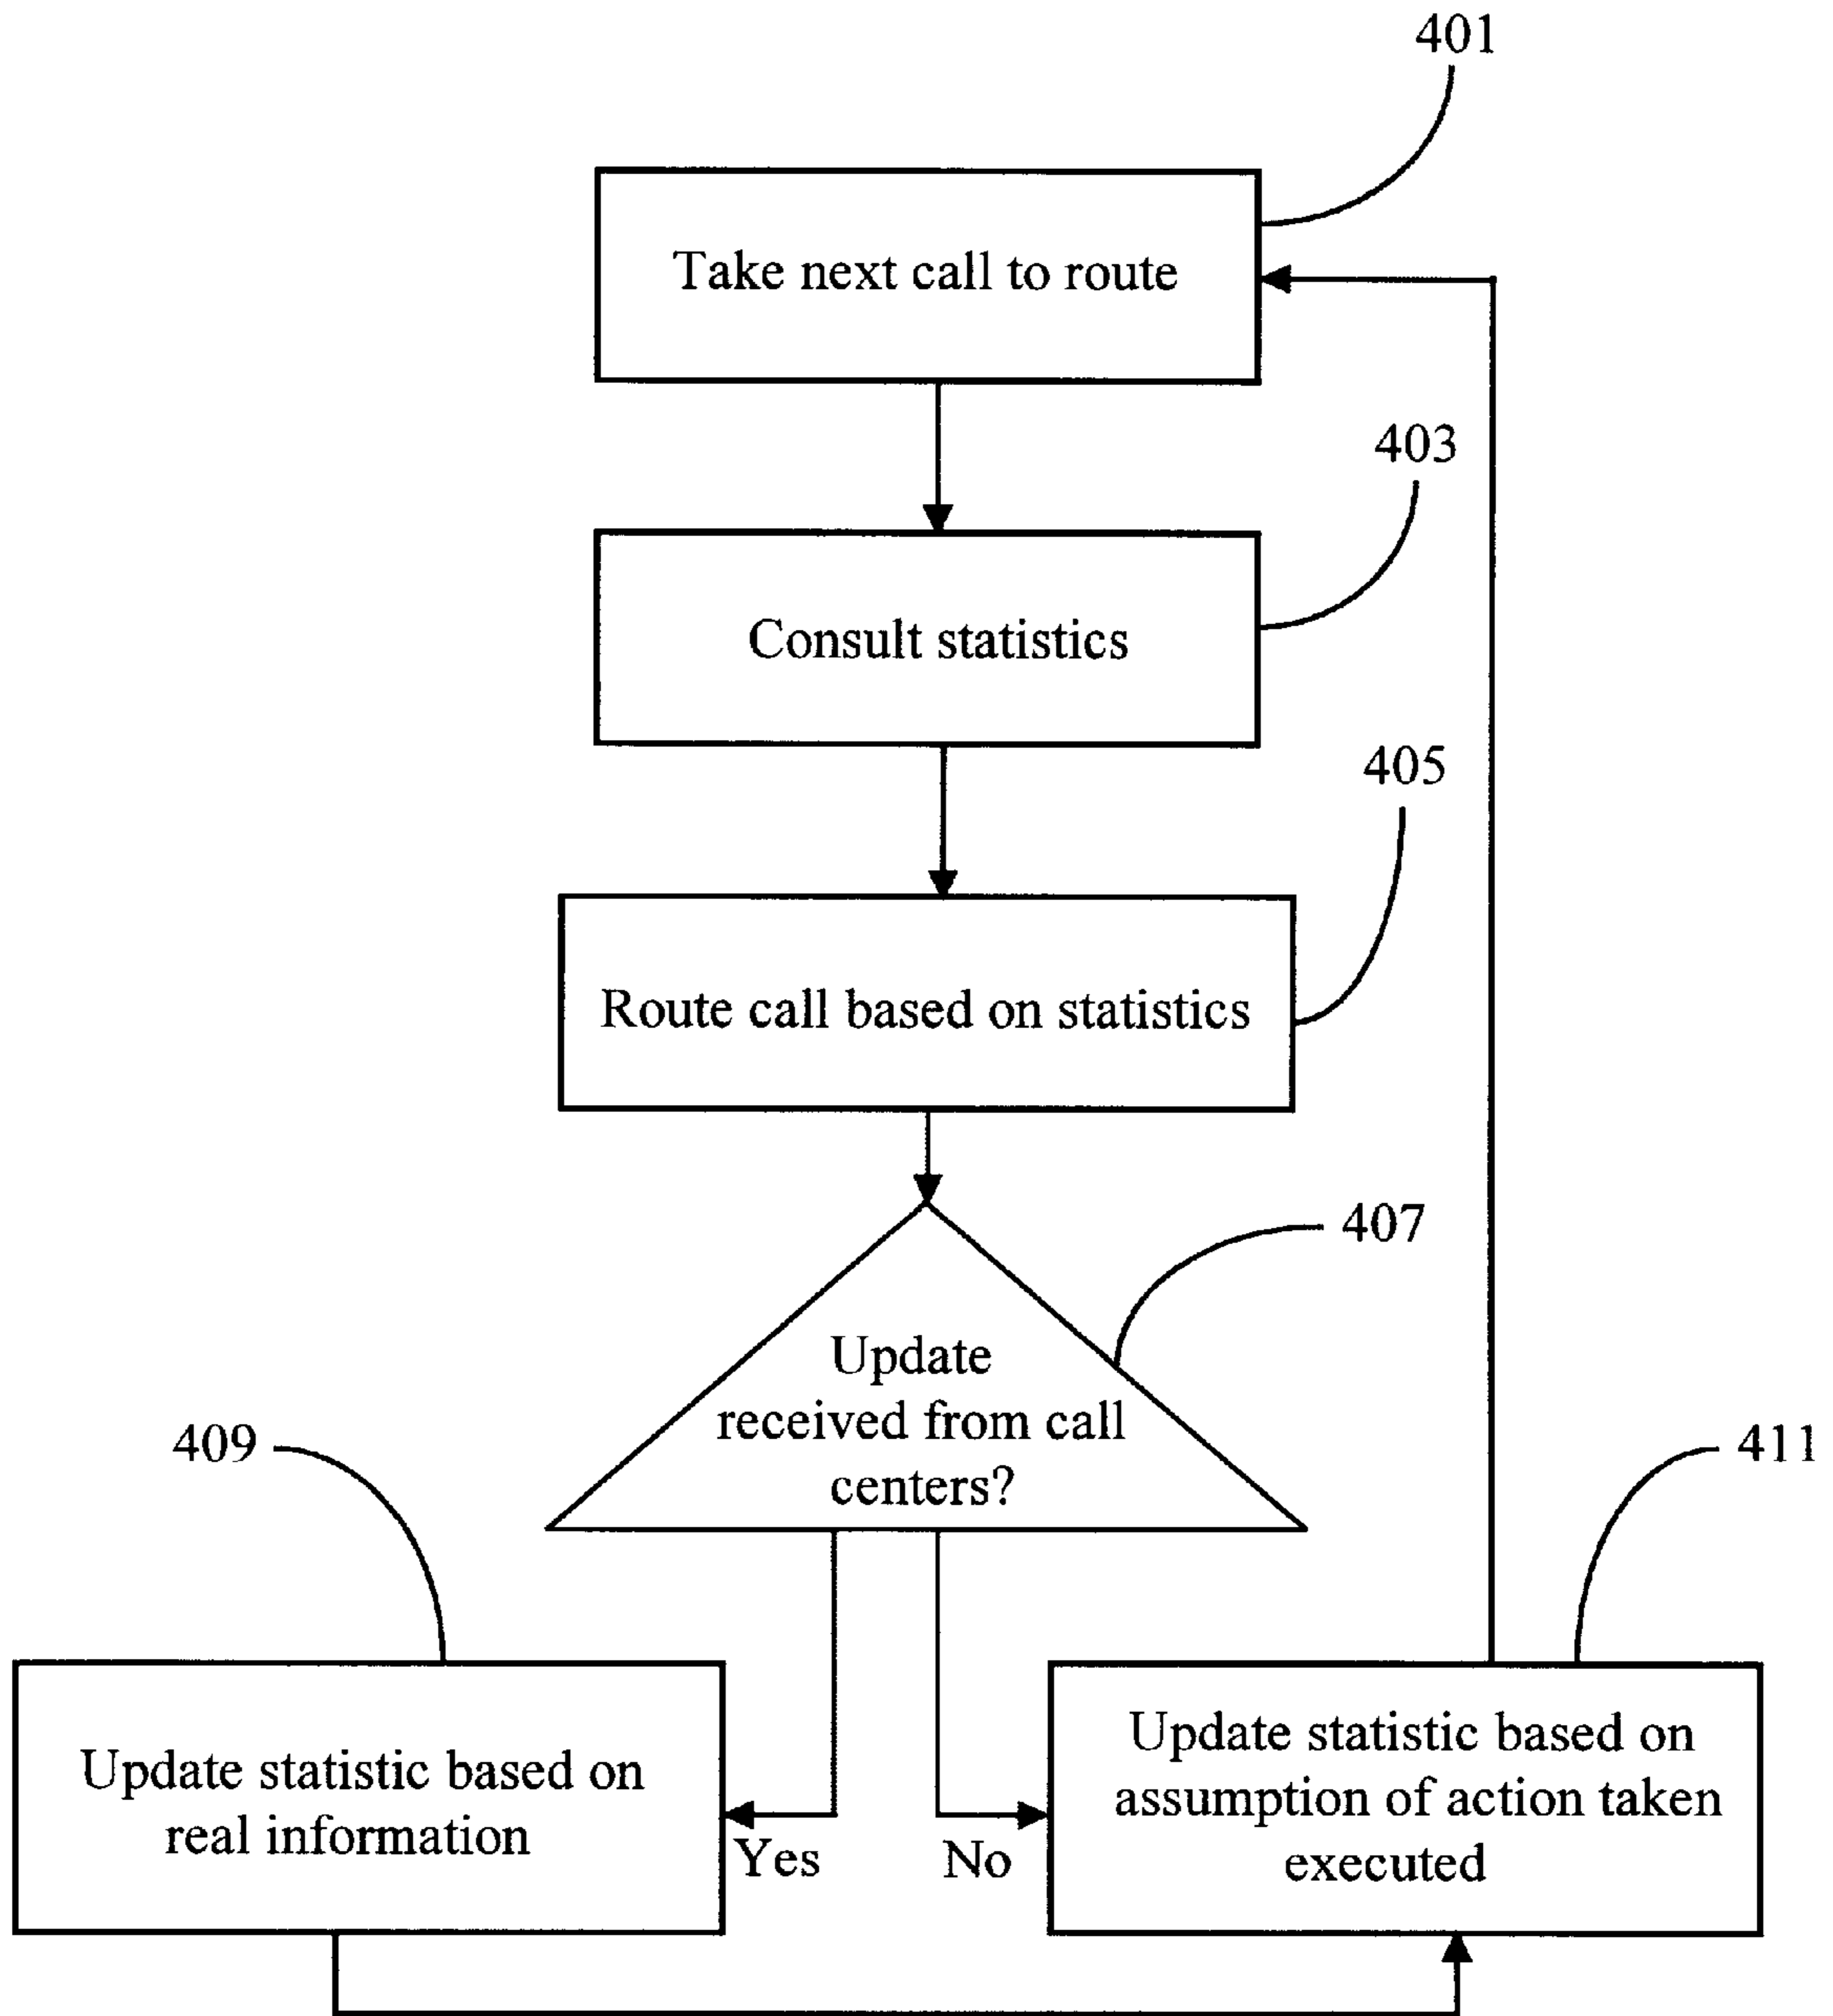 401
Take next call to route
403
Consult statistics
405
Route call based on statistics
407
Update
received from call
centers?
409
411
Update statistic based on
real information
Yes
No
Update statistic based on
assumption of action taken
executed